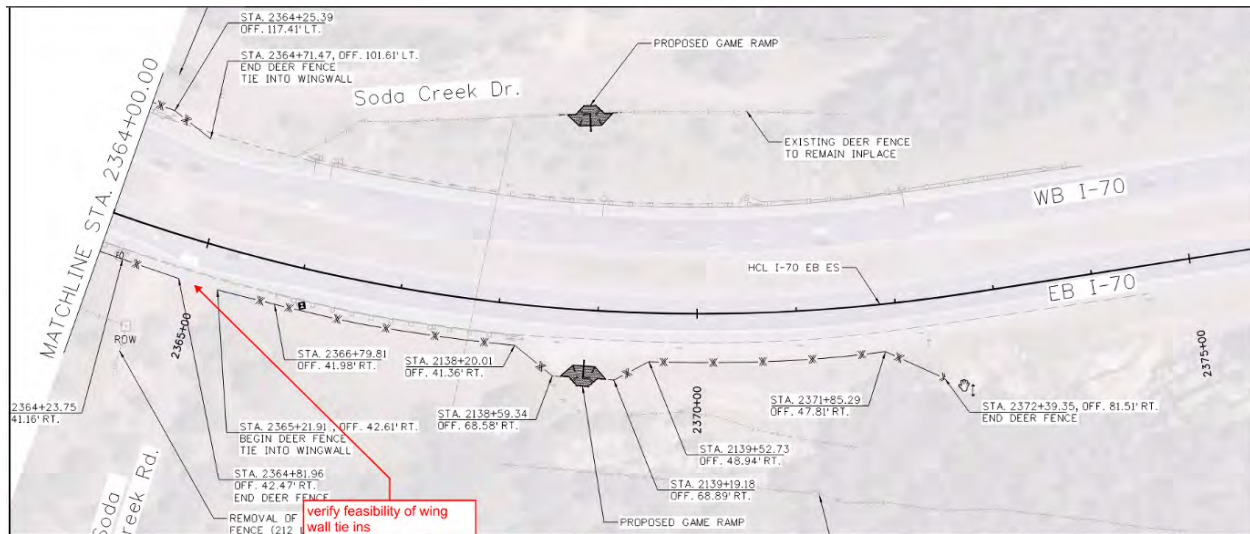 STA. 2364+25.39
OFF. 117.41' LT.
STA. 2364+71.47, OFF. 101.61' LT.
END DEER FENCE
TIE INTO WINGWALL
PROPOSED GAME RAMP
Soda Creek Dr.
EXISTING DEER FENCE
TO REMAIN INPLACE
MATCHLINE STA. 2364+00.00
WB I-70
HCL I-70 EB ES
EB I-70
ROW
2365+00
STA. 2366+79.81
OFF. 41.98' RT.
STA. 2138+20.01
OFF. 41.36' RT.
2364+23.75
41.16' RT.
STA. 2365+21.91, OFF. 42.61' RT.
BEGIN DEER FENCE
TIE INTO WINGWALL
STA. 2138+59.34
OFF. 68.58' RT.
2370+00
STA. 2371+85.29
OFF. 47.81' RT.
2375+00
STA. 2372+39.35, OFF. 81.51' RT.
END DEER FENCE
STA. 2139+52.73
OFF. 48.94' RT.
STA. 2364+81.96
OFF. 42.47' RT.
END DEER FENCE
STA. 2139+19.18
OFF. 68.89' RT.
Soda
reek Rd.
REMOVAL OF
FENCE (212
verify feasibility of wing
wall tie ins
PROPOSED GAME RAMP